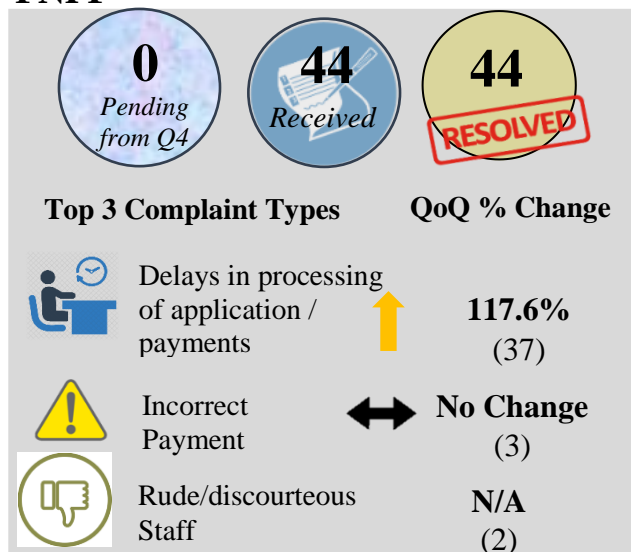 0
Pending
from Q4
44
Received
44
RESOLVED
Top 3 Complaint Types
QoQ % Change
Delays in processing
of application /
payments
117.6%
(37)
Incorrect
Payment
No Change
(3)
Rude/discourteous
Staff
N/A
(2)